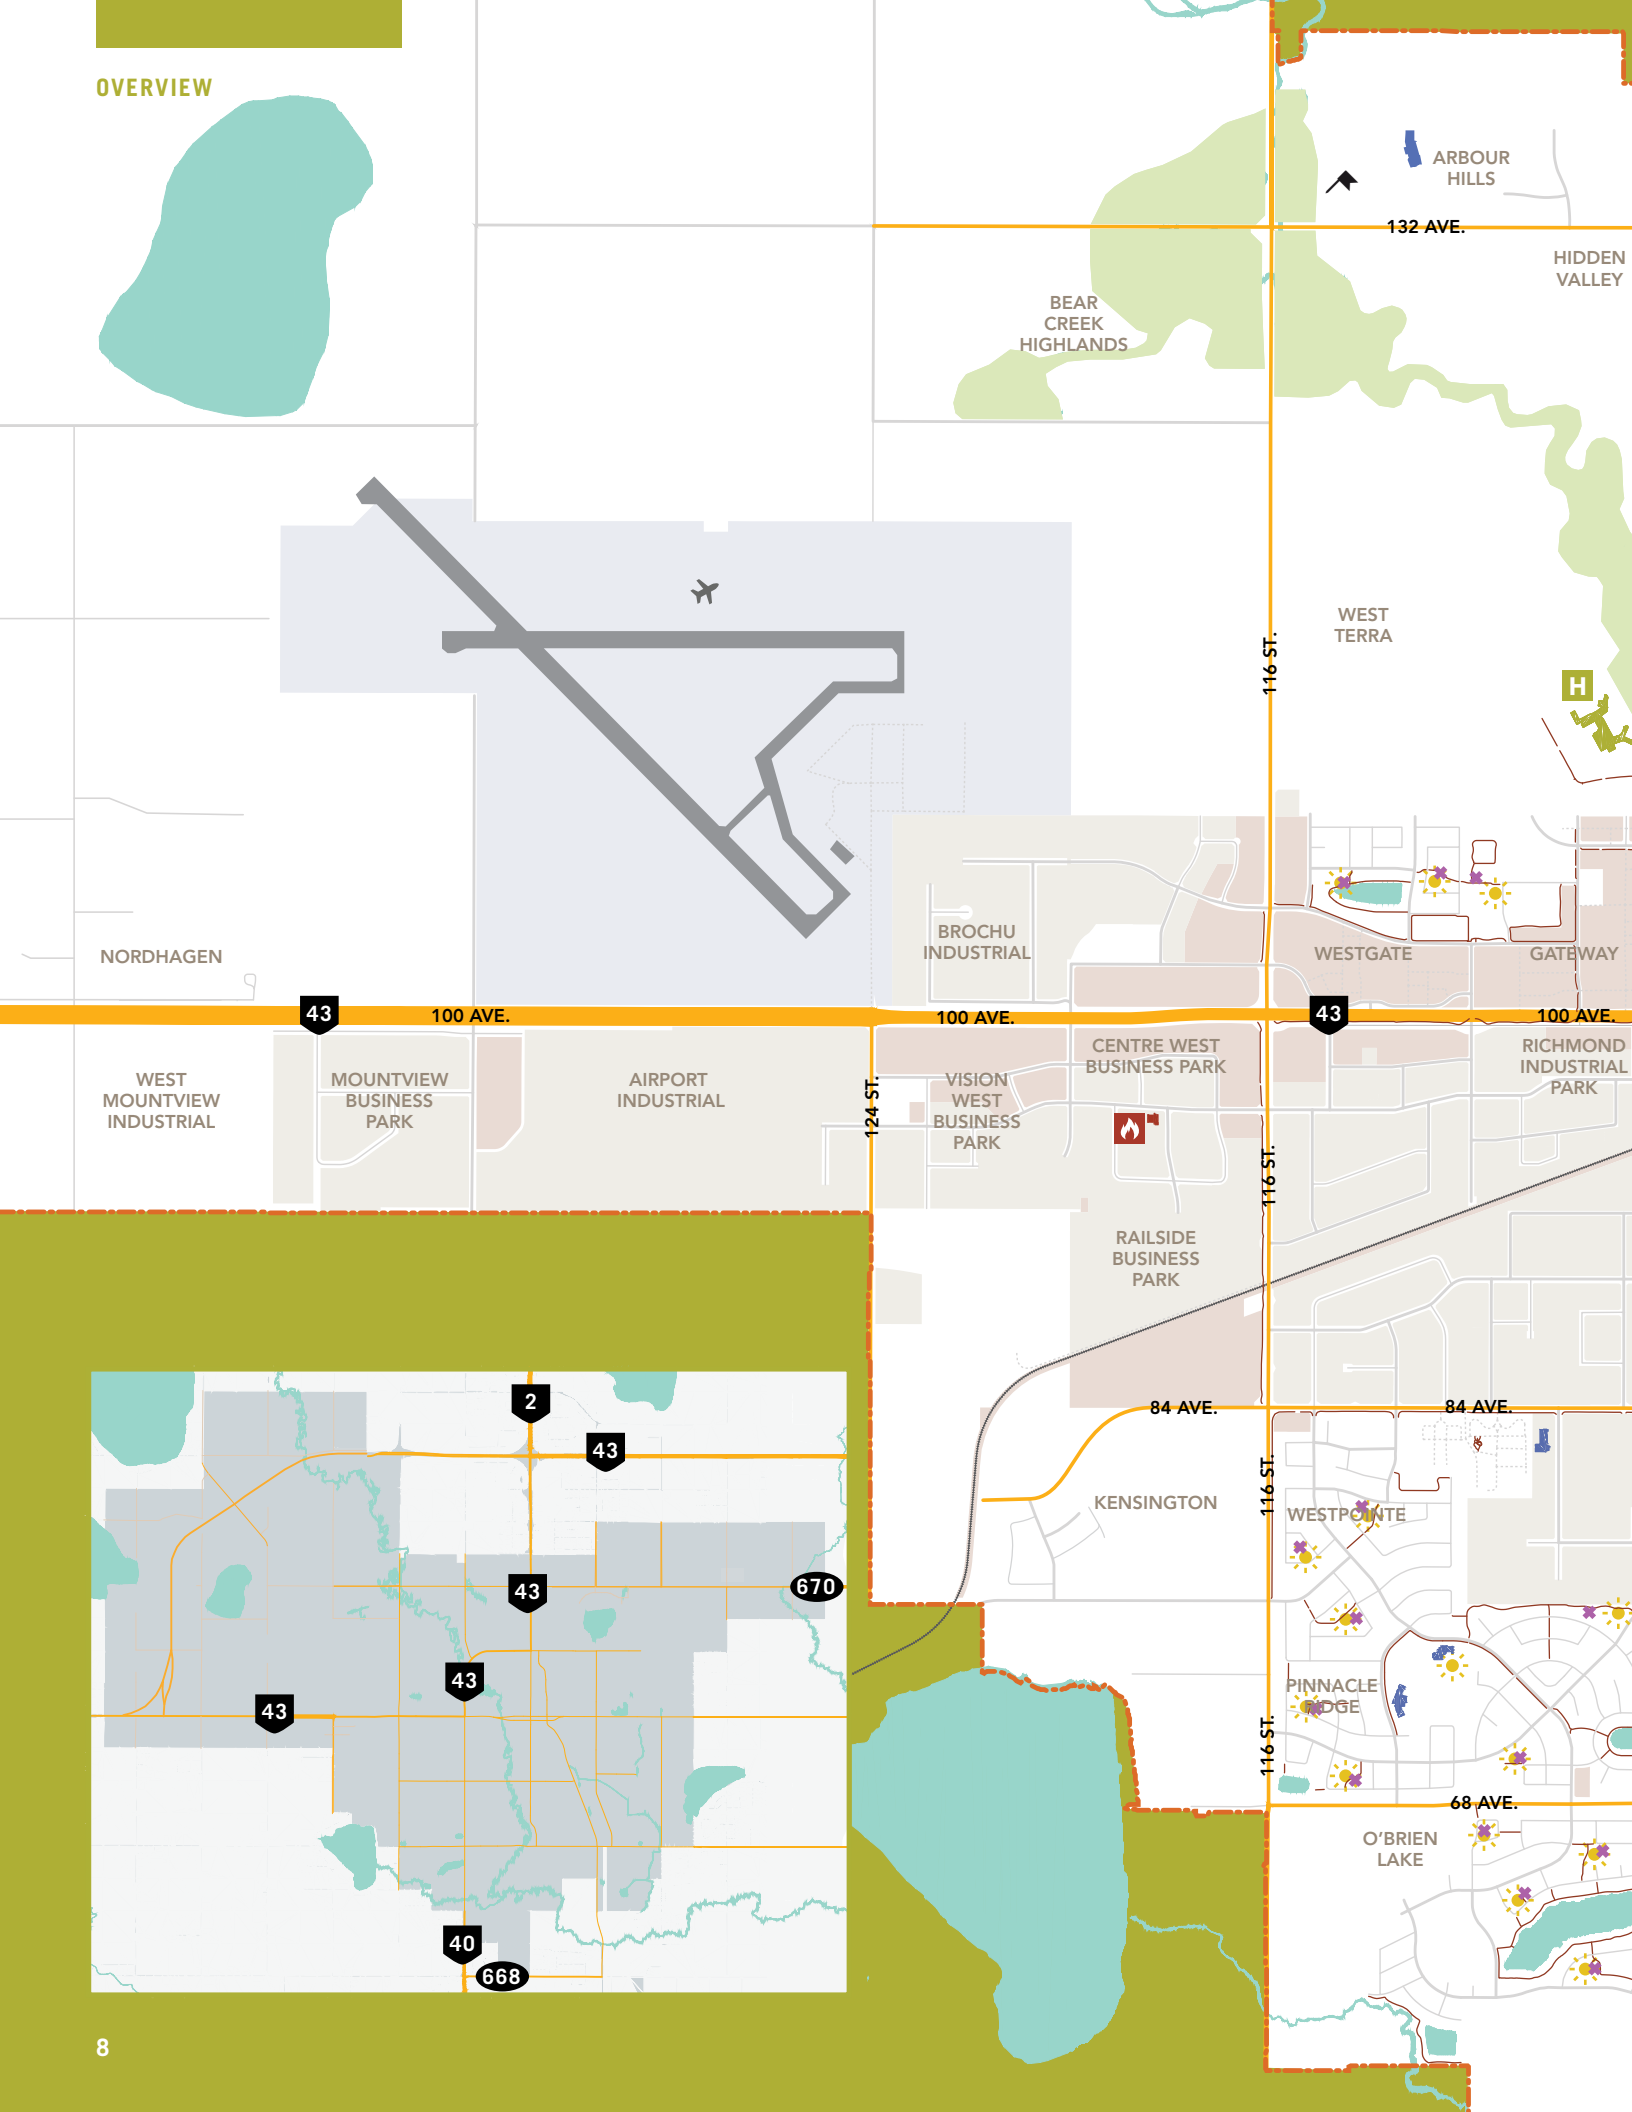 OVERVIEW
ARBOUR
HILLS
132 AVE.
HIDDEN
VALLEY
BEAR
CREEK
HIGHLANDS
WEST
TERRA
116 ST.
H
BROCHU
INDUSTRIAL
WESTGATE
GATEWAY
NORDHAGEN
43
100 AVE.
100 AVE.
43
100 AVE.
WEST
MOUNTVIEW
INDUSTRIAL
MOUNTVIEW
BUSINESS
PARK
AIRPORT
INDUSTRIAL
124 ST.
VISION
WEST
BUSINESS
PARK
CENTRE WEST
BUSINESS PARK
RICHMOND
INDUSTRIAL
PARK
116 ST.
RAILSIDE
BUSINESS
PARK
84 AVE.
84 AVE.
116 ST.
KENSINGTON
WESTPOINTE
PINNACLE
RIDGE
116 ST.
68 AVE.
O'BRIEN
LAKE
2
43
43
670
43
43
40
668
8